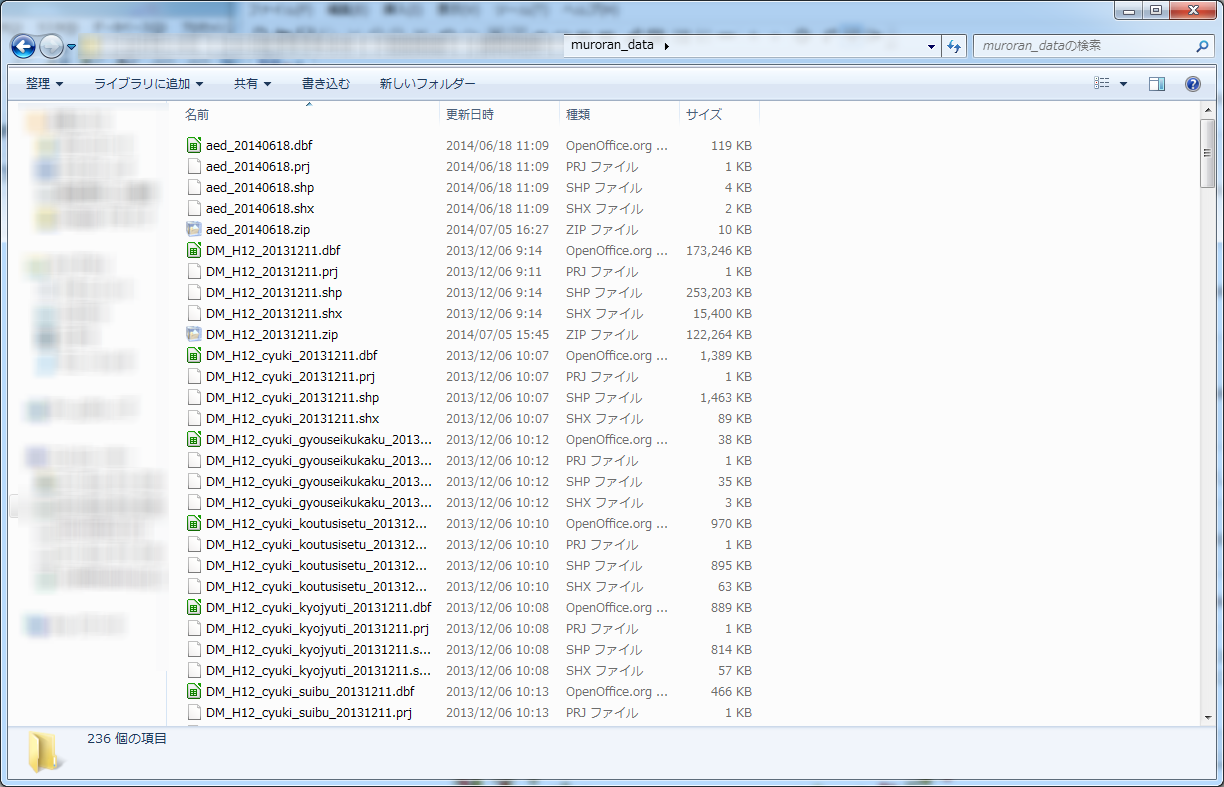 muroran_data
muroran_dataの検索
整理 ライブラリに追加 共有 書き込む 新しいフォルダー
名前 更新日時 種類 サイズ
aed_20140618.dbf 2014/06/18 11:09 OpenOffice.org ... 119 KB
aed_20140618.prj 2014/06/18 11:09 PRJ ファイル 1 KB
aed_20140618.shp 2014/06/18 11:09 SHP ファイル 4 KB
aed_20140618.shx 2014/06/18 11:09 SHX ファイル 2 KB
aed_20140618.zip 2014/07/05 16:27 ZIP ファイル 10 KB
DM_H12_20131211.dbf 2013/12/06 9:14 OpenOffice.org ... 173,246 KB
DM_H12_20131211.prj 2013/12/06 9:11 PRJ ファイル 1 KB
DM_H12_20131211.shp 2013/12/06 9:14 SHP ファイル 253,203 KB
DM_H12_20131211.shx 2013/12/06 9:14 SHX ファイル 15,400 KB
DM_H12_20131211.zip 2014/07/05 15:45 ZIP ファイル 122,264 KB
DM_H12_cyuki_20131211.dbf 2013/12/06 10:07 OpenOffice.org ... 1,389 KB
DM_H12_cyuki_20131211.prj 2013/12/06 10:07 PRJ ファイル 1 KB
DM_H12_cyuki_20131211.shp 2013/12/06 10:07 SHP ファイル 1,463 KB
DM_H12_cyuki_20131211.shx 2013/12/06 10:07 SHX ファイル 89 KB
DM_H12_cyuki_gyouseikukaku_2013... 2013/12/06 10:12 OpenOffice.org ... 38 KB
DM_H12_cyuki_gyouseikukaku_2013... 2013/12/06 10:12 PRJ ファイル 1 KB
DM_H12_cyuki_gyouseikukaku_2013... 2013/12/06 10:12 SHP ファイル 35 KB
DM_H12_cyuki_gyouseikukaku_2013... 2013/12/06 10:12 SHX ファイル 3 KB
DM_H12_cyuki_koutusisetu_201312... 2013/12/06 10:10 OpenOffice.org ... 970 KB
DM_H12_cyuki_koutusisetu_201312... 2013/12/06 10:10 PRJ ファイル 1 KB
DM_H12_cyuki_koutusisetu_201312... 2013/12/06 10:10 SHP ファイル 895 KB
DM_H12_cyuki_koutusisetu_201312... 2013/12/06 10:10 SHX ファイル 63 KB
DM_H12_cyuki_kyojyuti_20131211.dbf 2013/12/06 10:08 OpenOffice.org ... 889 KB
DM_H12_cyuki_kyojyuti_20131211.prj 2013/12/06 10:08 PRJ ファイル 1 KB
DM_H12_cyuki_kyojyuti_20131211.s... 2013/12/06 10:08 SHP ファイル 814 KB
DM_H12_cyuki_kyojyuti_20131211.s... 2013/12/06 10:08 SHX ファイル 57 KB
DM_H12_cyuki_suibu_20131211.dbf 2013/12/06 10:13 OpenOffice.org ... 466 KB
DM_H12_cyuki_suibu_20131211.prj 2013/12/06 10:13 PRJ ファイル 1 KB
236 個の項目